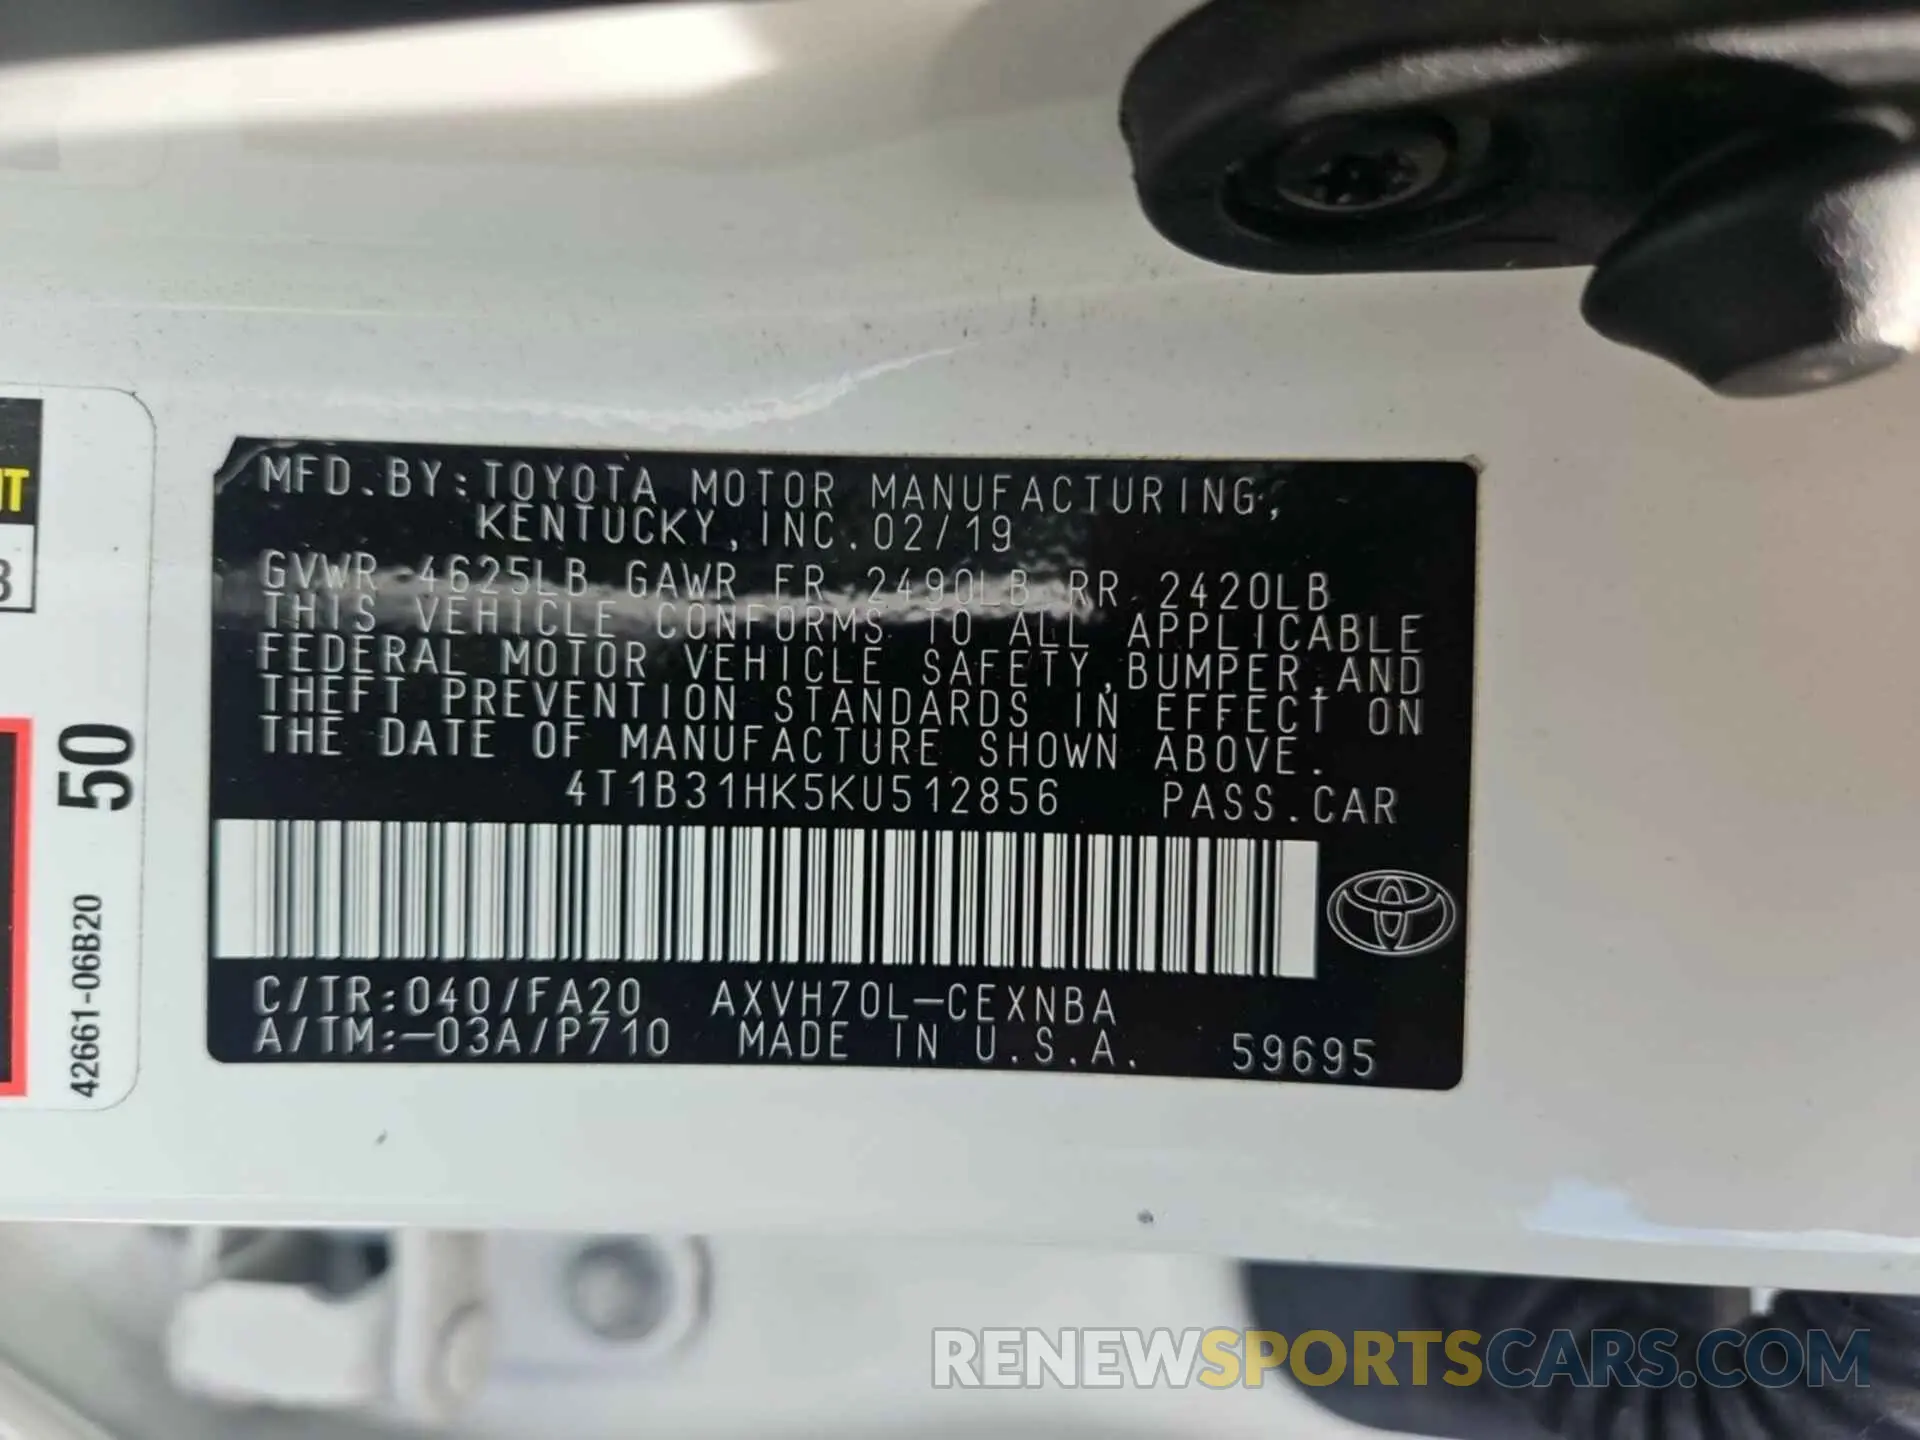 MFD.BY:TOYOTA MOTOR MANUFACTURING,
KENTUCKY,INC.02/19
GVWR 4625LB GAWR FR 2490LB RR 2420LB
THIS VEHICLE CONFORMS TO ALL APPLICABLE
FEDERAL MOTOR VEHICLE SAFETY,BUMPER,AND
THEFT PREVENTION STANDARDS IN EFFECT ON
THE DATE OF MANUFACTURE SHOWN ABOVE.
4T1B31HK5KU512856 PASS.CAR
C/TR:040/FA20 AXVH70L-CEXNBA
A/TM:-03A/P710 MADE IN U.S.A. 59695
50
42661-06B20
RENEWSPORTSCARS.COM